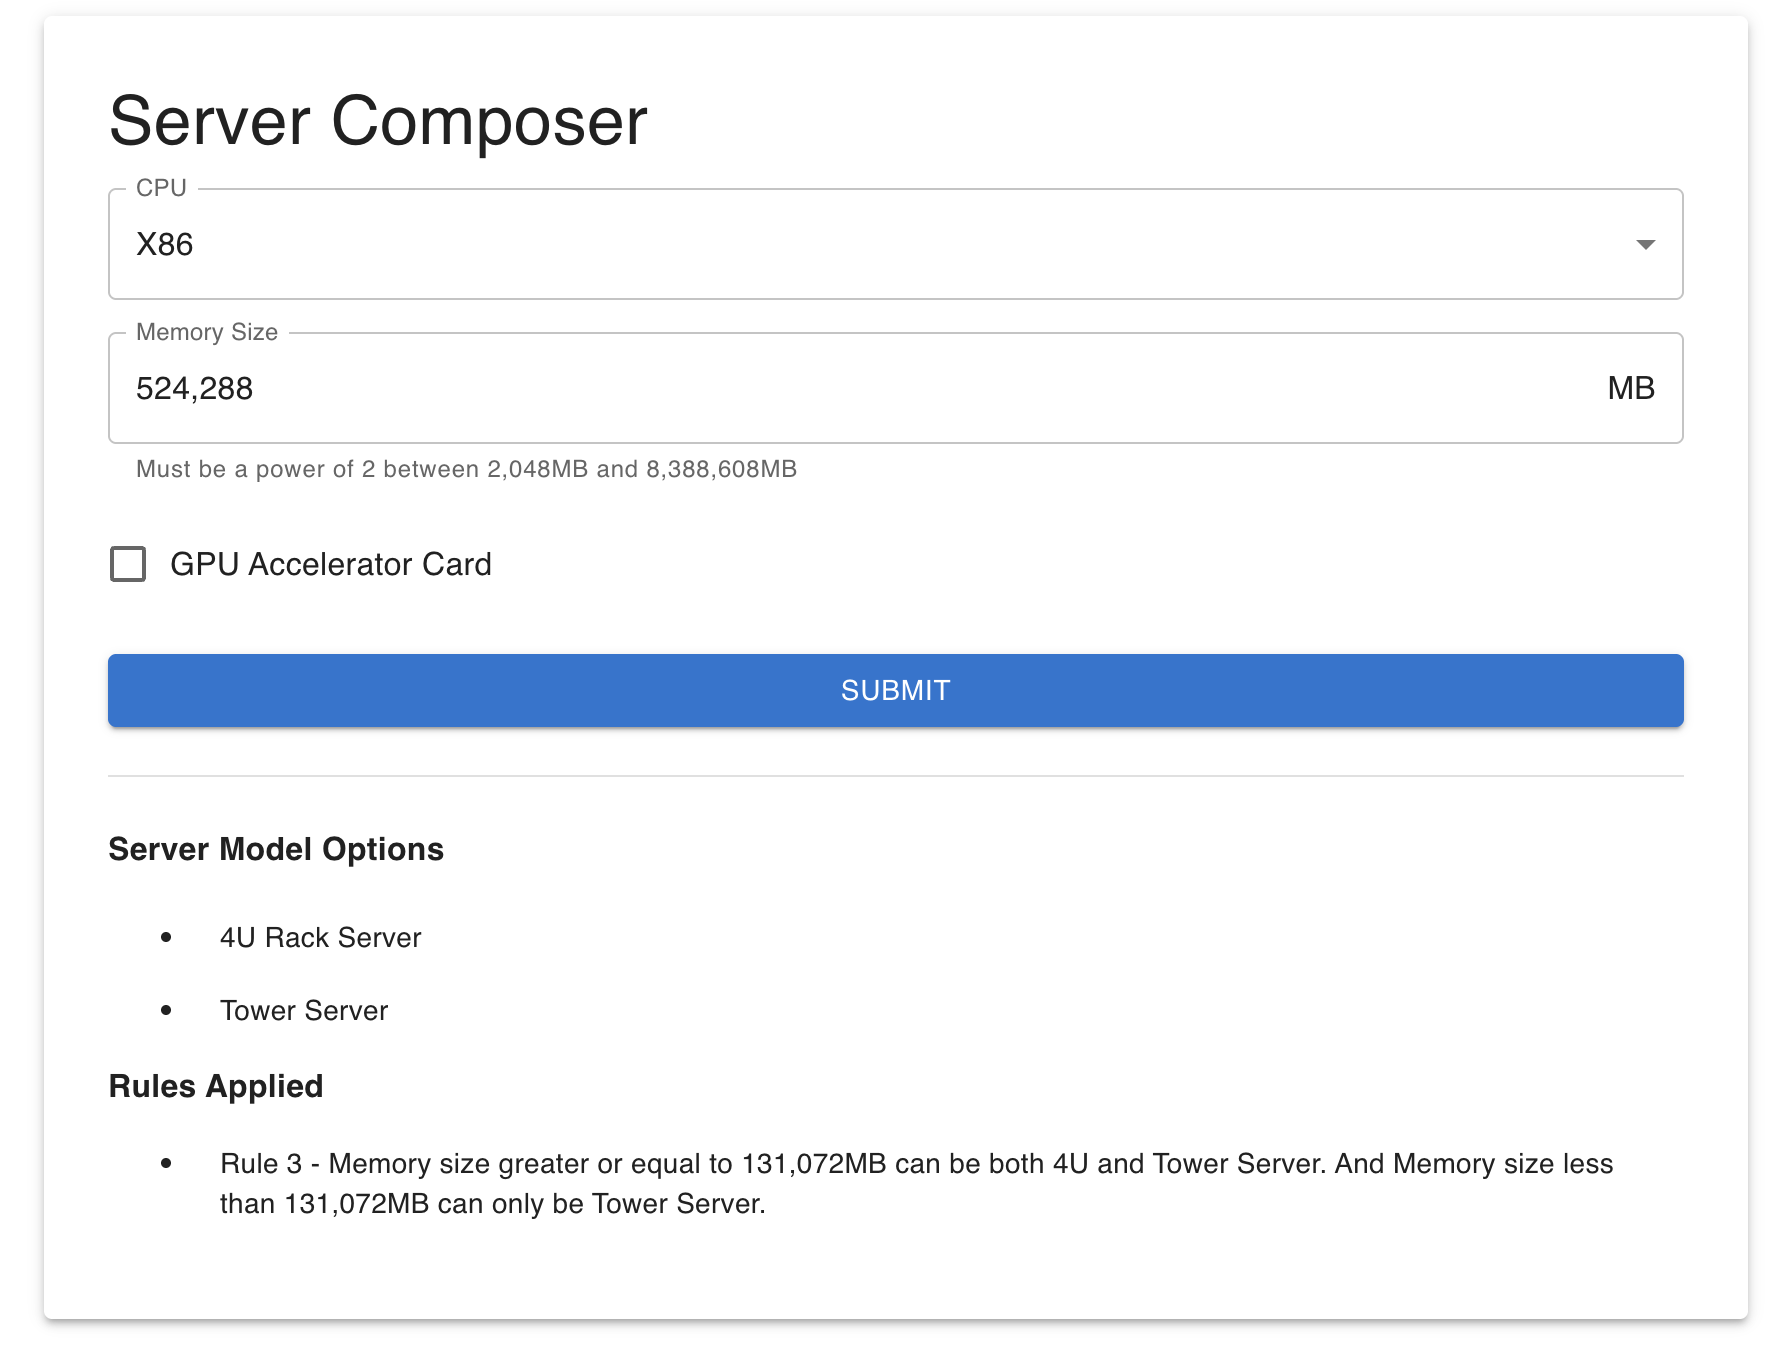 Server Composer
CPU
X86
Memory Size
524,288
MB
Must be a power of 2 between 2,048MB and 8,388,608MB
GPU Accelerator Card
SUBMIT
Server Model Options
• 4U Rack Server
• Tower Server
Rules Applied
• Rule 3 - Memory size greater or equal to 131,072MB can be both 4U and Tower Server. And Memory size less
than 131,072MB can only be Tower Server.